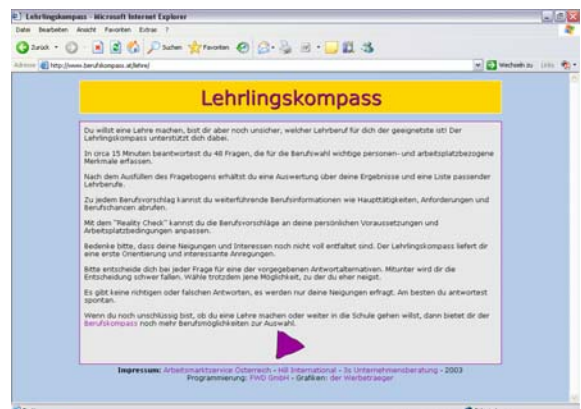 Lehrlingskompass - Microsoft Internet Explorer
Datei Bearbeiten Ansicht Favoriten Extras ?
Zurück Suchen Favoriten
Adresse http://www.berufskompass.at/lehre/ Wechseln zu Links
Lehrlingskompass
Du willst eine Lehre machen, bist dir aber noch unsicher, welcher Lehrberuf für dich der geeignetste ist! Der
Lehrlingskompass unterstützt dich dabei.
In circa 15 Minuten beantwortest du 48 Fragen, die für die Berufswahl wichtige personen- und arbeitsplatzbezogene
Merkmale erfassen.
Nach dem Ausfüllen des Fragebogens erhältst du eine Auswertung über deine Ergebnisse und eine Liste passender
Lehrberufe.
Zu jedem Berufsvorschlag kannst du weiterführende Berufsinformationen wie Haupttätigkeiten, Anforderungen und
Berufschancen abrufen.
Mit dem "Reality Check" kannst du die Berufsvorschläge an deine persönlichen Voraussetzungen und
Arbeitsplatzbedingungen anpassen.
Bedenke bitte, dass deine Neigungen und Interessen noch nicht voll entfaltet sind. Der Lehrlingskompass liefert dir
eine erste Orientierung und interessante Anregungen.
Bitte entscheide dich bei jeder Frage für eine der vorgegebenen Antwortalternativen. Mitunter wird dir die
Entscheidung schwer fallen. Wähle trotzdem jene Möglichkeit, zu der du eher neigst.
Es gibt keine richtigen oder falschen Antworten, es werden nur deine Neigungen erfragt. Am besten du antwortest
spontan.
Wenn du noch unschlüssig bist, ob du eine Lehre machen oder weiter in die Schule gehen willst, dann bietet dir der
Berufskompass noch mehr Berufsmöglichkeiten zur Auswahl.
Impressum: Arbeitsmarktservice Österreich - Hill International - 3s Unternehmensberatung - 2003
Programmierung: FWD GmbH - Grafiken: der Werbetraeger